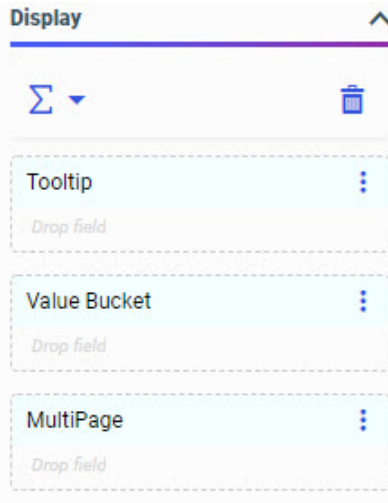 Display
Σ
Tooltip
Drop field
Value Bucket
Drop field
MultiPage
Drop field